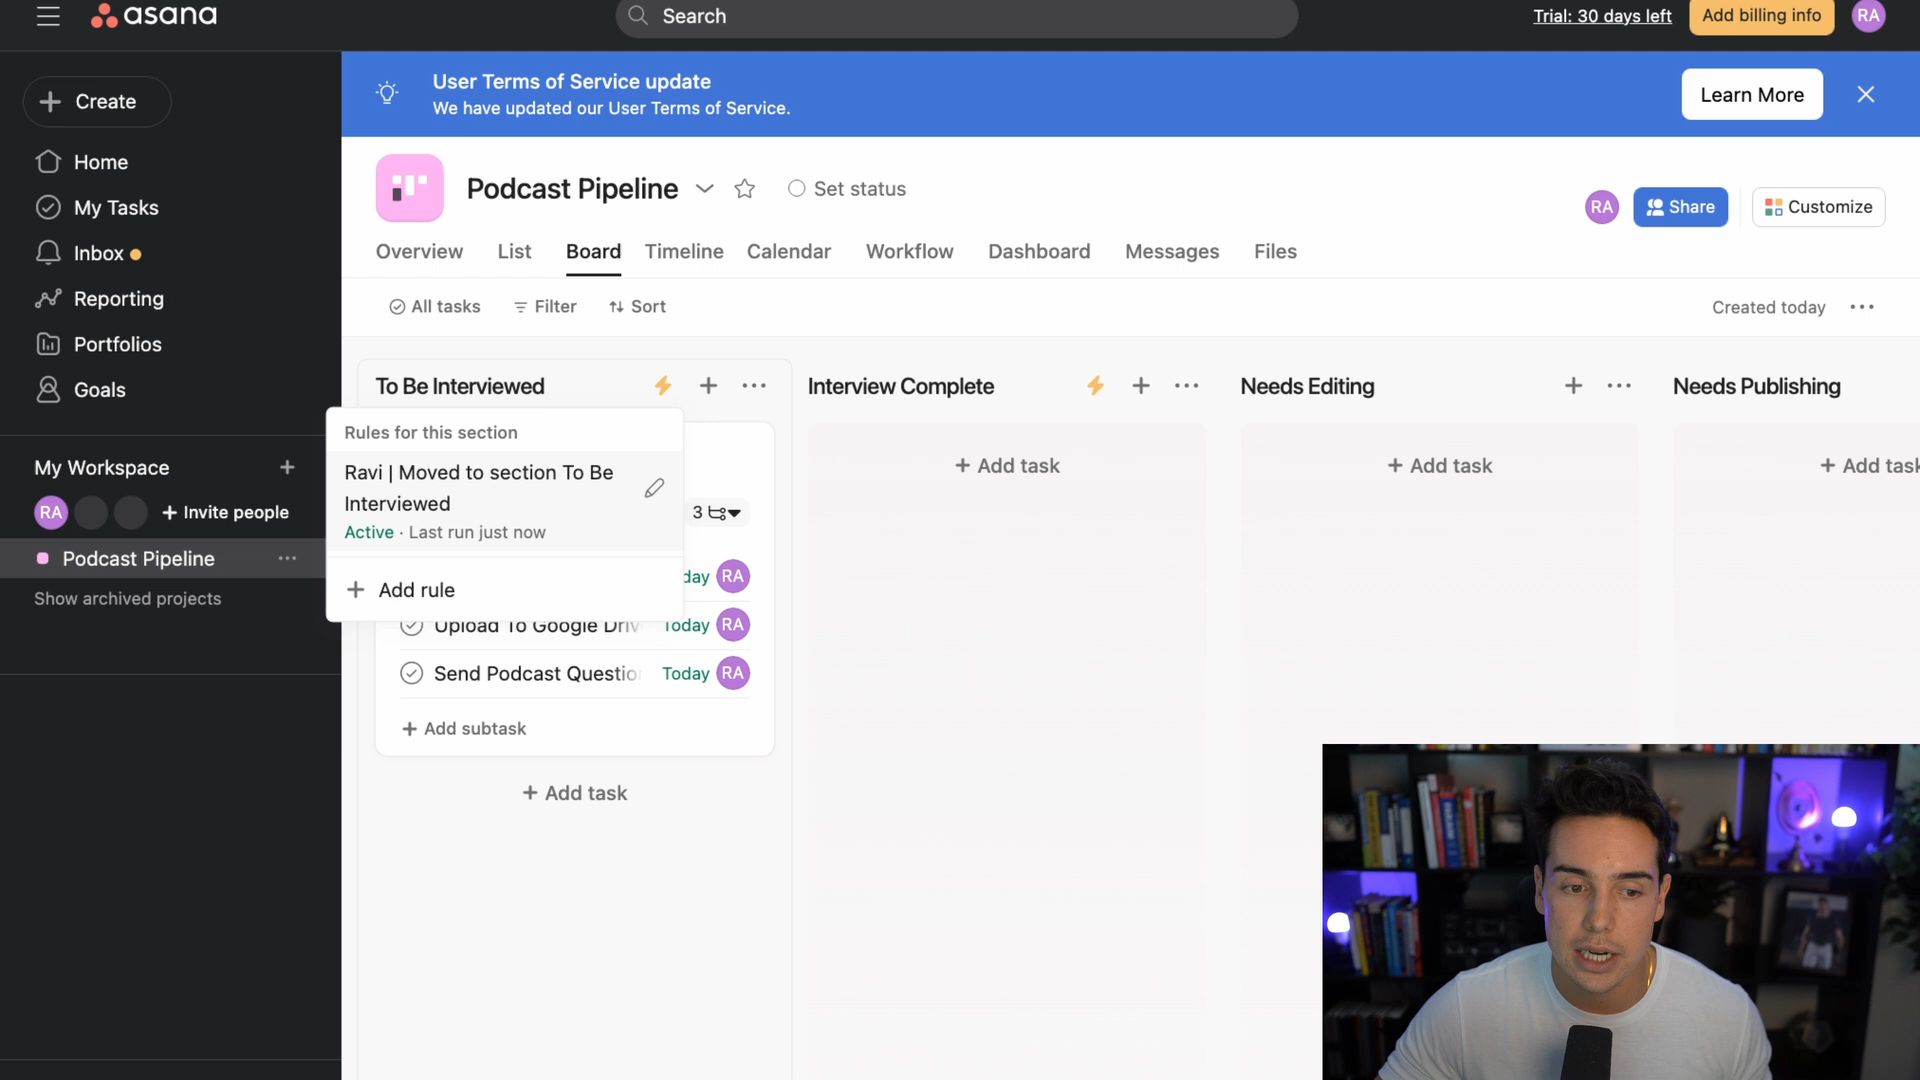 asana
Search
Trial: 30 days left
Add billing info
RA
Create
Home
My Tasks
Inbox
Reporting
Portfolios
Goals
My Workspace
RA
Invite people
Podcast Pipeline
Show archived projects
User Terms of Service update
We have updated our User Terms of Service.
Learn More
Podcast Pipeline
Set status
RA
Share
Customize
Overview
List
Board
Timeline
Calendar
Workflow
Dashboard
Messages
Files
All tasks
Filter
Sort
Created today
To Be Interviewed
Interview Complete
Needs Editing
Needs Publishing
Rules for this section
Ravi | Moved to section To Be
Interviewed
Active · Last run just now
+ Add rule
3
day RA
Upload To Google Driv Today RA
Send Podcast Questio Today RA
+ Add subtask
+ Add task
+ Add task
+ Add task
+ Add task